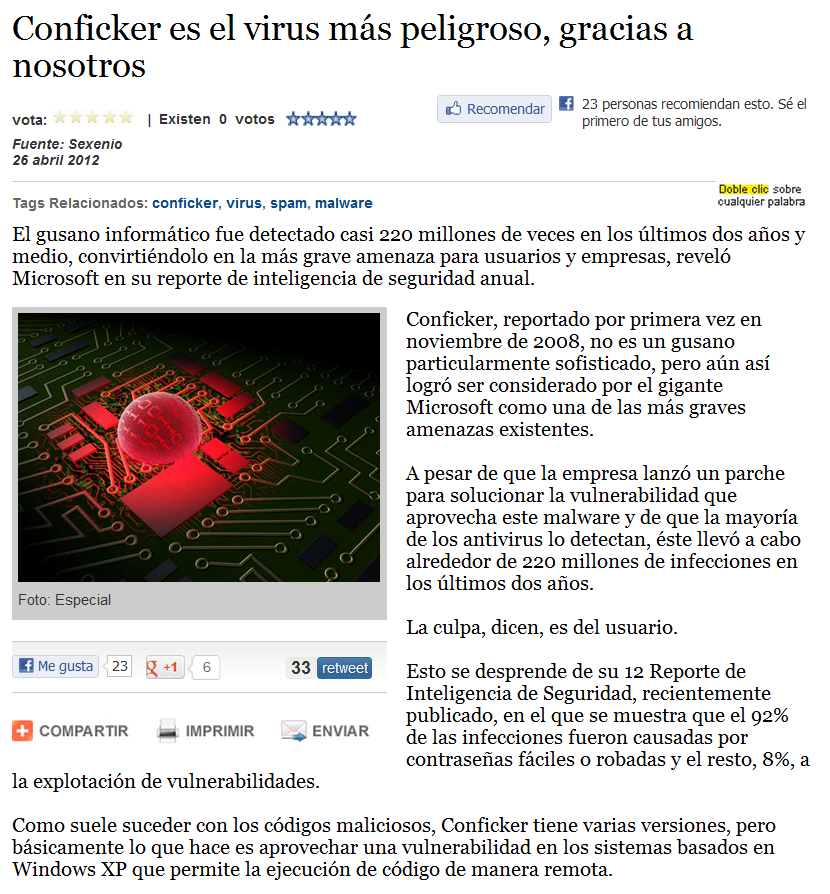 Conficker es el virus más peligroso, gracias a
nosotros
vota:
| Existen 0 votos
Recomendar
23 personas recomiendan esto. Sé el
primero de tus amigos.
Fuente: Sexenio
26 abril 2012
Doble clic sobre
cualquier palabra
Tags Relacionados: conficker, virus, spam, malware
El gusano informático fue detectado casi 220 millones de veces en los últimos dos años y
medio, convirtiéndolo en la más grave amenaza para usuarios y empresas, reveló
Microsoft en su reporte de inteligencia de seguridad anual.
Foto: Especial
Me gusta 23
+1 6
33 retweet
COMPARTIR
IMPRIMIR
ENVIAR
Conficker, reportado por primera vez en
noviembre de 2008, no es un gusano
particularmente sofisticado, pero aún así
logró ser considerado por el gigante
Microsoft como una de las más graves
amenazas existentes.
A pesar de que la empresa lanzó un parche
para solucionar la vulnerabilidad que
aprovecha este malware y de que la mayoría
de los antivirus lo detectan, éste llevó a cabo
alrededor de 220 millones de infecciones en
los últimos dos años.
La culpa, dicen, es del usuario.
Esto se desprende de su 12 Reporte de
Inteligencia de Seguridad, recientemente
publicado, en el que se muestra que el 92%
de las infecciones fueron causadas por
contraseñas fáciles o robadas y el resto, 8%, a
la explotación de vulnerabilidades.
Como suele suceder con los códigos maliciosos, Conficker tiene varias versiones, pero
básicamente lo que hace es aprovechar una vulnerabilidad en los sistemas basados en
Windows XP que permite la ejecución de código de manera remota.